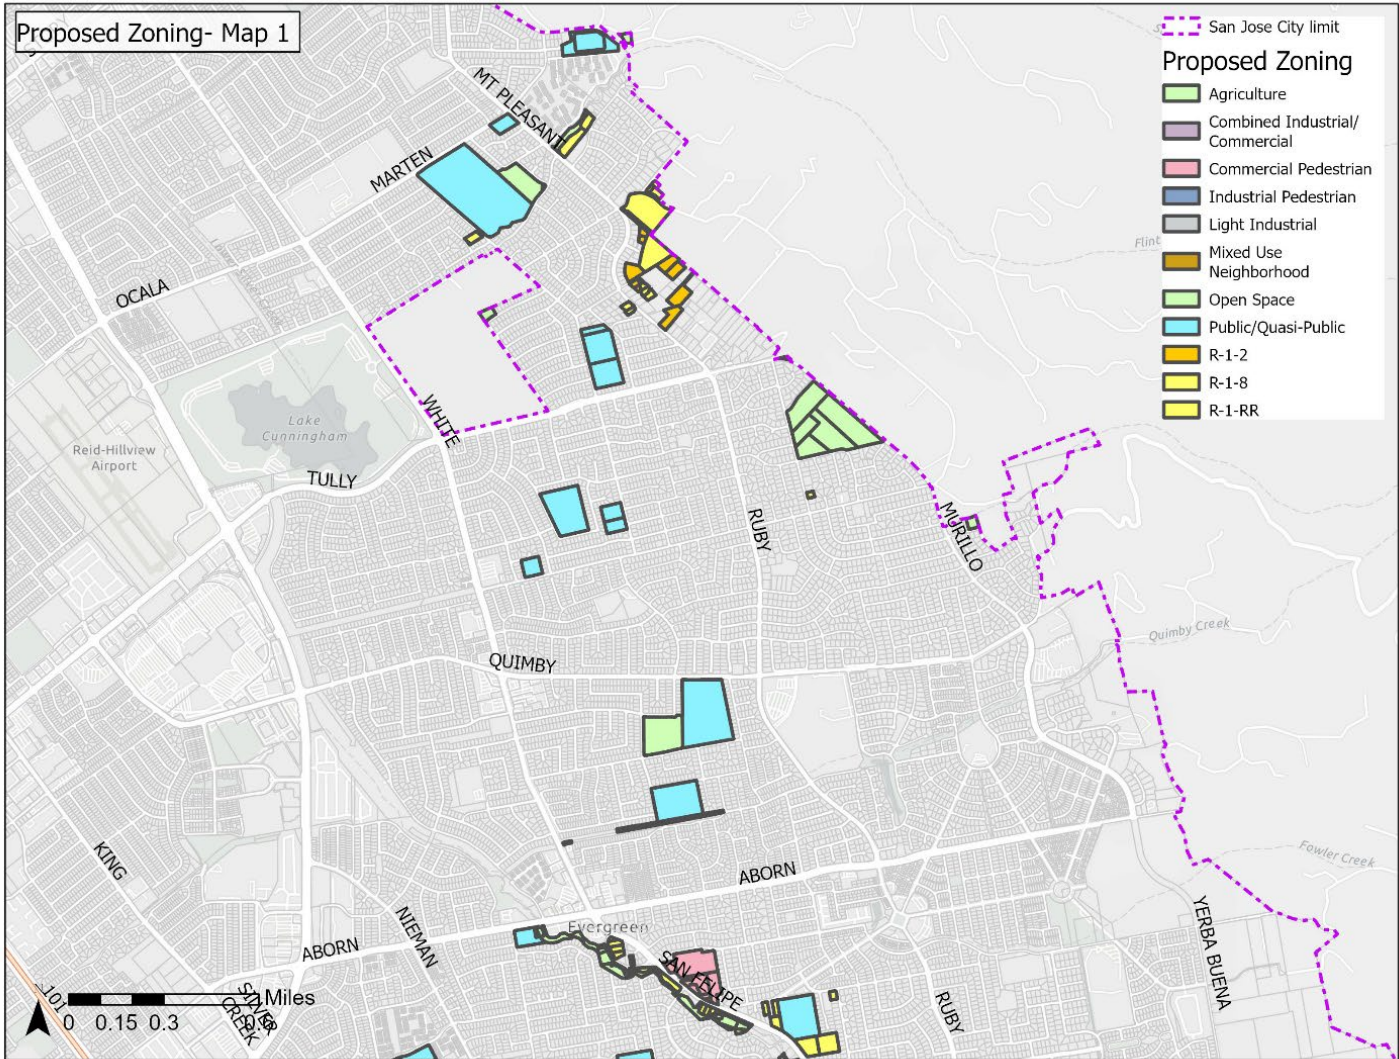 Proposed Zoning- Map 1
San Jose City limit
Proposed Zoning
Agriculture
Combined Industrial/
Commercial
Commercial Pedestrian
Industrial Pedestrian
Light Industrial
Mixed Use
Neighborhood
Open Space
Public/Quasi-Public
R-1-2
R-1-8
R-1-RR
MT PLEASANT
MARTEN
Flint
OCALA
Lake
Cunningham
WHITE
Reid-Hillview
Airport
TULLY
RUBY
MURILLO
Quimby Creek
QUIMBY
KING
ABORN
Fowler Creek
NIEMAN
Evergreen
YERBA BUENA
ABORN
SAN FELIPE
RUBY
101
SILVER
CREEK
Miles
0 0.15 0.3